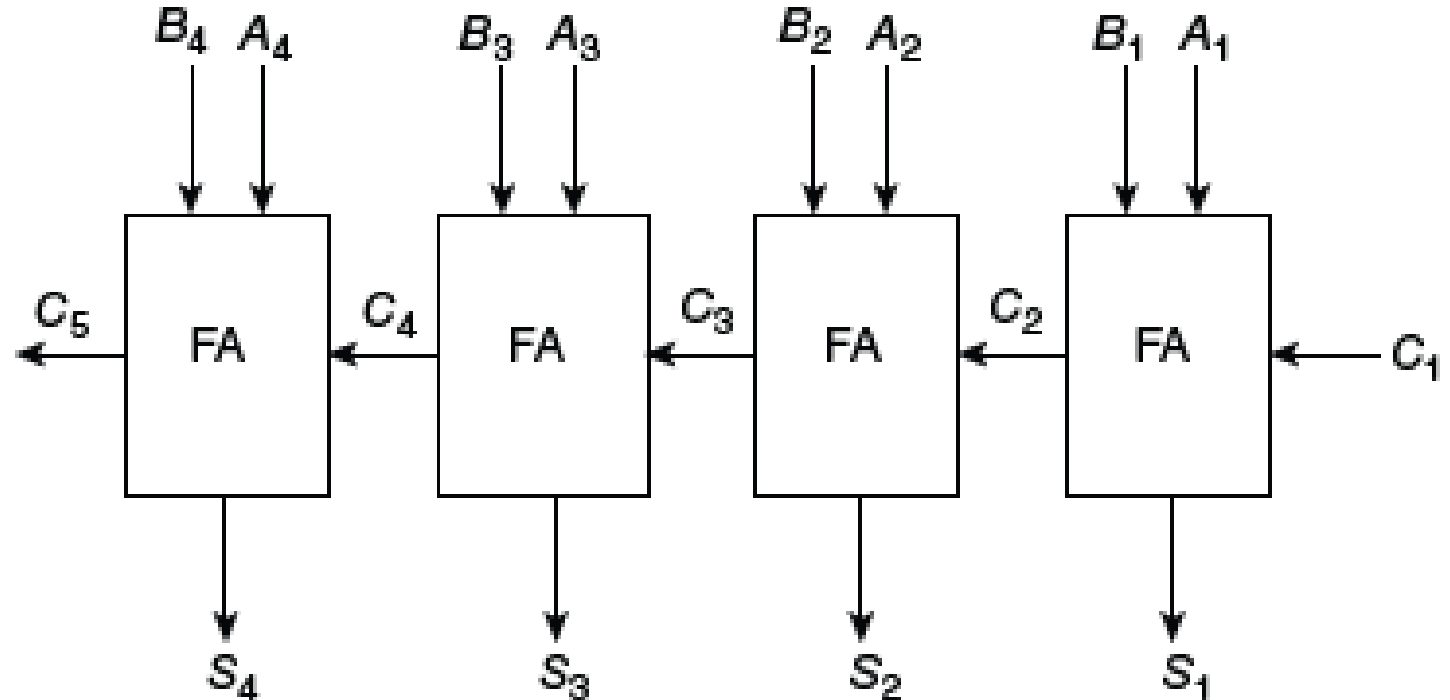 B₄ A₄ B₃ A₃ B₂ A₂ B₁ A₁
C₅ FA C₄ FA C₃ FA C₂ FA C₁
S₄ S₃ S₂ S₁